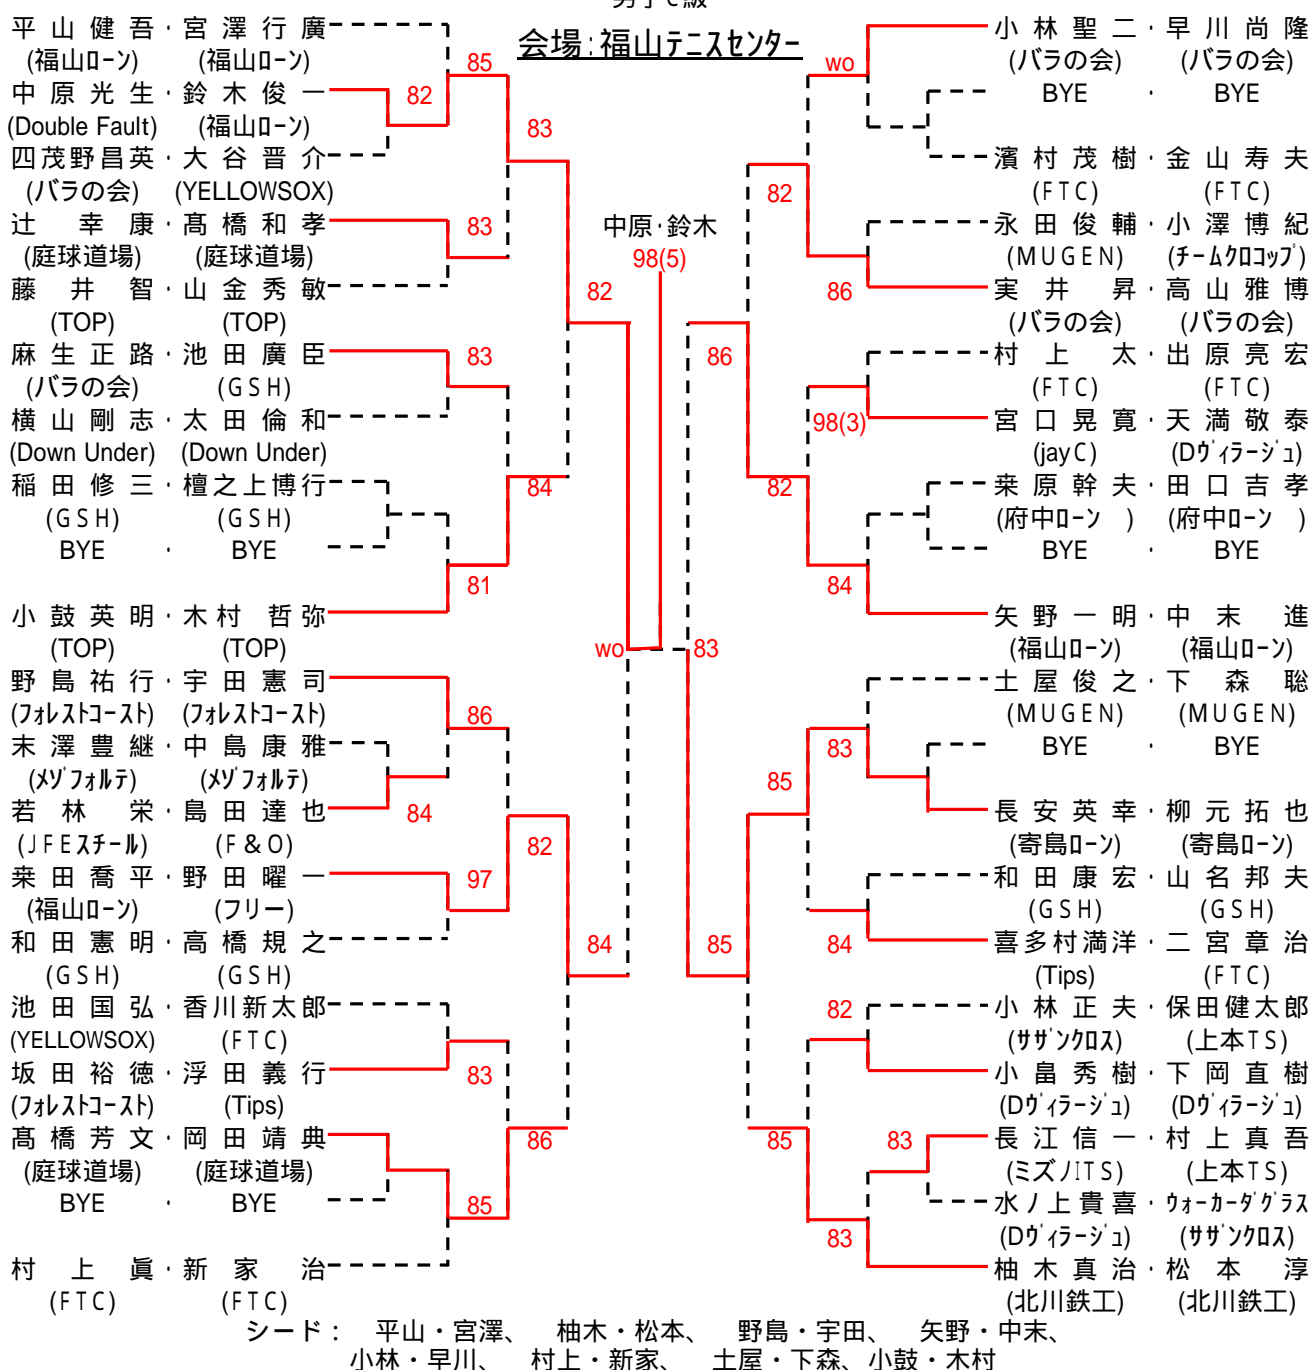 会場:福山テニスセンター
平山健吾・宮澤行廣
(福山ローン) (福山ローン)
85
中原光生・鈴木俊一
82
(Double Fault) (福山ローン)
83
四茂野昌英・大谷晋介
(バラの会) (YELLOWSOX)
辻 幸康・髙橋和孝
83
(庭球道場) (庭球道場)
藤井 智・山金秀敏
82
(TOP) (TOP)
麻生正路・池田廣臣
83
(バラの会) (GSH)
横山剛志・太田倫和
(Down Under) (Down Under)
稲田修三・檀之上博行
84
(GSH) (GSH)
BYE ・ BYE
81
小鼓英明・木村 哲弥
(TOP) (TOP)
野島祐行・宇田憲司
(フォレストコースト) (フォレストコースト)
86
末澤豊継・中島康雅
(メゾフォルテ) (メゾフォルテ)
若林 栄・島田達也
84
(JFEスチール) (F&O)
82
来田喬平・野田曜一
97
(福山ローン) (フリー)
和田憲明・高橋規之
84
(GSH) (GSH)
池田国弘・香川新太郎
(YELLOWSOX) (FTC)
坂田裕徳・浮田義行
83
(フォレストコースト) (Tips)
髙橋芳文・岡田靖典
86
(庭球道場) (庭球道場)
BYE ・ BYE
85
村上 眞・新家 治
(FTC) (FTC)
中原・鈴木
98(5)
wo
83
小林聖二・早川尚隆
wo
(バラの会) (バラの会)
BYE ・ BYE
濱村茂樹・金山寿夫
(FTC) (FTC)
82
永田俊輔・小澤博紀
(MUGEN) (チームクロコップ)
実井 昇・高山雅博
86
(バラの会) (バラの会)
村上 太・出原亮宏
86
(FTC) (FTC)
宮口晃寛・天満敬泰
98(3)
(jayC) (Dヴィラージュ)
来原幹夫・田口吉孝
82
(府中ローン ) (府中ローン )
BYE ・ BYE
84
矢野一明・中末 進
(福山ローン) (福山ローン)
土屋俊之・下森 聡
(MUGEN) (MUGEN)
BYE ・ BYE
83
85
長安英幸・柳元拓也
(寄島ローン) (寄島ローン)
和田康宏・山名邦夫
(GSH) (GSH)
喜多村満洋・二宮章治
84
85
(Tips) (FTC)
小林正夫・保田健太郎
82
(サザンクロス) (上本TS)
小畠秀樹・下岡直樹
(Dヴィラージュ) (Dヴィラージュ)
長江信一・村上真吾
83
85
(ミズノITS) (上本TS)
水ノ上貴喜・ウォーカーダグラス
(Dヴィラージュ) (サザンクロス)
83
柚木真治・松本 淳
(北川鉄工) (北川鉄工)
シード: 平山・宮澤、 柚木・松本、 野島・宇田、 矢野・中末、
小林・早川、 村上・新家、 土屋・下森、小鼓・木村